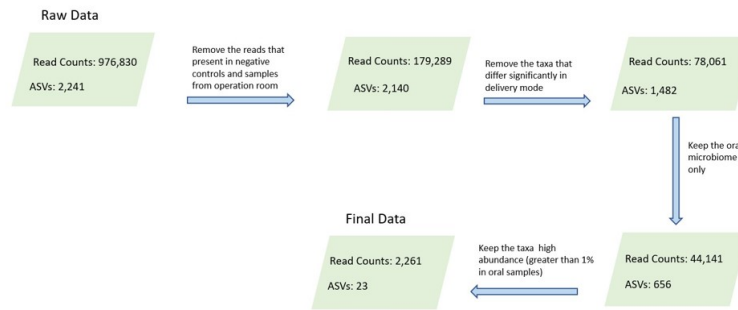 Raw Data
Read Counts: 976,830
ASVs: 2,241
Remove the reads that
present in negative
controls and samples
from operation room
Read Counts: 179,289
ASVs: 2,140
Remove the taxa that
differ significantly in
delivery mode
Read Counts: 78,061
ASVs: 1,482
Keep the ora
microbiome
only
Read Counts: 44,141
ASVs: 656
Keep the taxa high
abundance (greater than 1%
in oral samples)
Final Data
Read Counts: 2,261
ASVs: 23